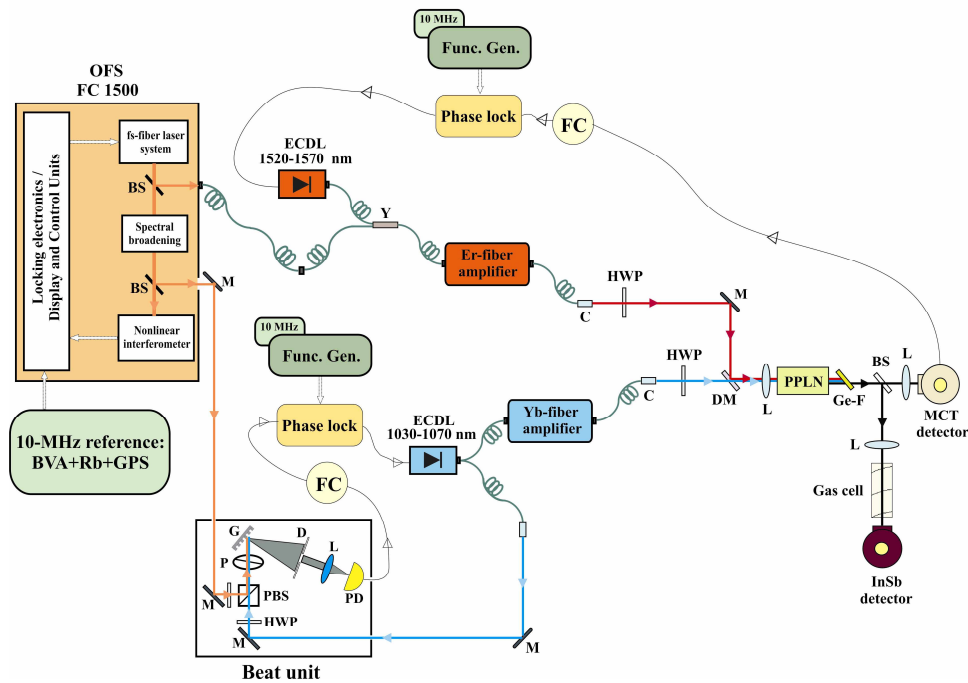 10 MHz
Func. Gen.
OFS
FC 1500
Phase lock
FC
Locking electronics /
Display and Control Units
fs-fiber laser
system
BS
Spectral
broadening
BS
M
Nonlinear
interferometer
ECDL
1520-1570 nm
Y
Er-fiber
amplifier
C
HWP
M
10 MHz
Func. Gen.
HWP
DM
L
PPLN
Ge-F
BS
L
MCT
detector
C
Yb-fiber
amplifier
ECDL
1030-1070 nm
Phase lock
FC
10-MHz reference:
BVA+Rb+GPS
L
Gas cell
InSb
detector
G
D
L
P
PD
PBS
M
HWP
M
M
Beat unit